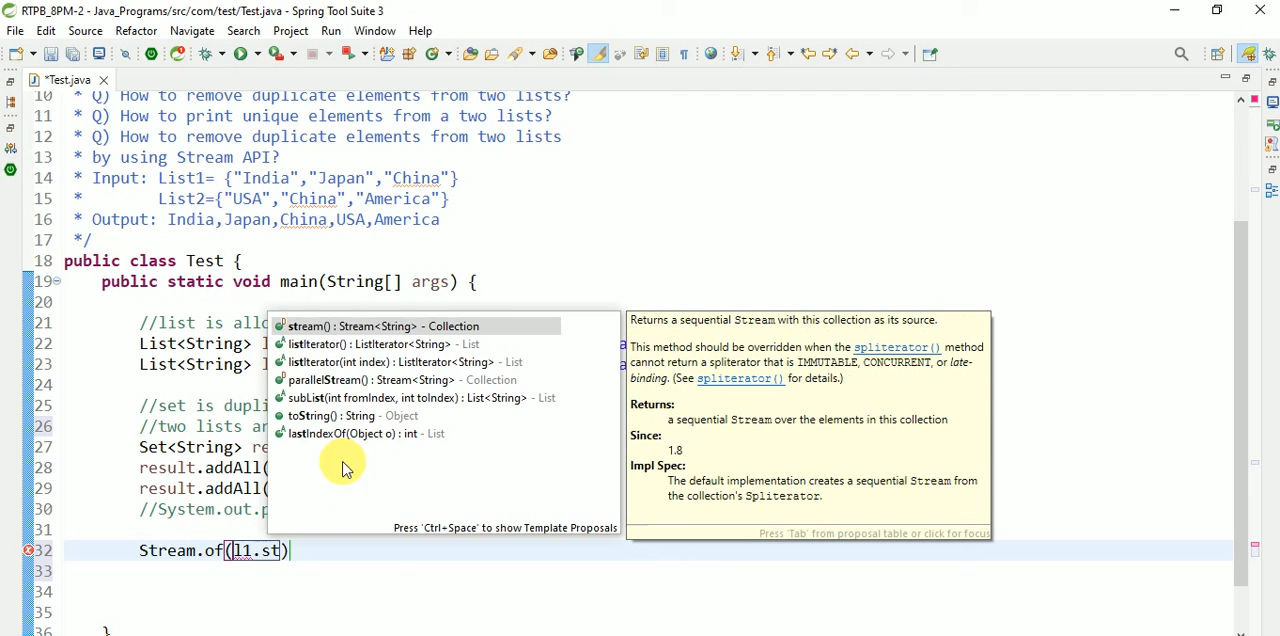 RTPB_8PM-2 - Java_Programs/src/com/test/Test.java - Spring Tool Suite 3
File Edit Source Refactor Navigate Search Project Run Window Help
*Test.java
10 * Q) How to remove duplicate elements from two lists?
11 * Q) How to print unique elements from a two lists?
12 * Q) How to remove duplicate elements from two lists
13 * by using Stream API?
14 * Input: List1= {"India","Japan","China"}
15 * List2={"USA","China","America"}
16 * Output: India,Japan,China,USA,America
17 */
18 public class Test {
19 public static void main(String[] args) {
20
21 //list is allo
22 List<String> l
23 List<String> l
24
25 //set is dupli
26 //two lists ar
27 Set<String> re
28 result.addAll(
29 result.addAll(
30 //System.out.p
31
32 Stream.of(l1.st)
33
34
35
36 }
stream() : Stream<String> - Collection
listIterator() : ListIterator<String> - List
listIterator(int index) : ListIterator<String> - List
parallelStream() : Stream<String> - Collection
subList(int fromIndex, int toIndex) : List<String> - List
toString() : String - Object
lastIndexOf(Object o) : int - List
Press 'Ctrl+Space' to show Template Proposals
Returns a sequential Stream with this collection as its source.
This method should be overridden when the spliterator() method
cannot return a spliterator that is IMMUTABLE, CONCURRENT, or late-
binding. (See spliterator() for details.)
Returns:
a sequential Stream over the elements in this collection
Since:
1.8
Impl Spec:
The default implementation creates a sequential Stream from
the collection's Spliterator.
Press 'Tab' from proposal table or click for focus